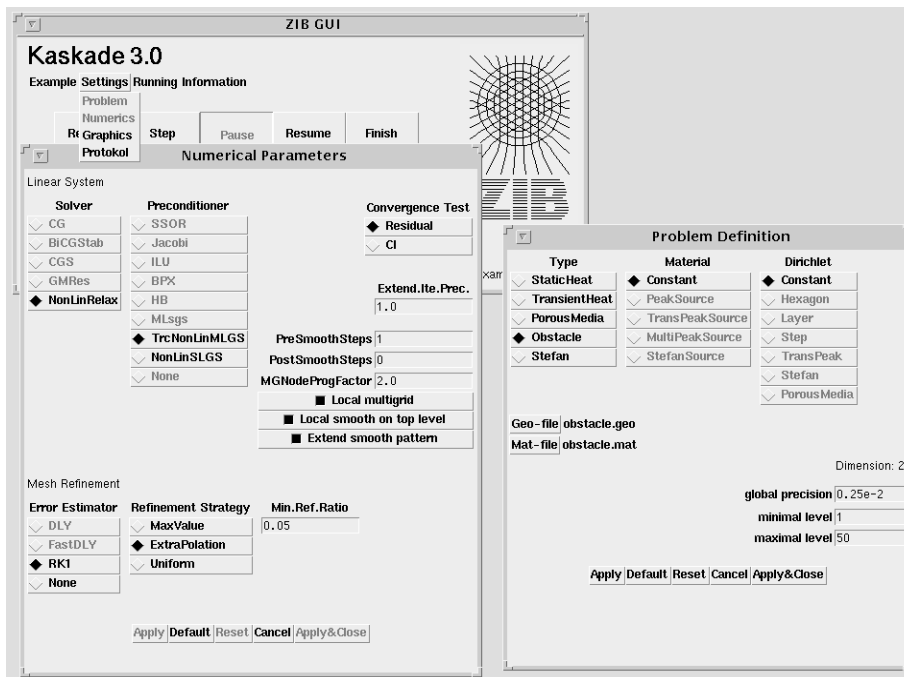 ZIB GUI
Kaskade 3.0
Example Settings Running Information
Problem
Numerics
Graphics
Protokol
Re Step Pause Resume Finish
ZIB
xam
Numerical Parameters
Linear System
Solver
CG
BiCGStab
CGS
GMRes
NonLinRelax
Preconditioner
SSOR
Jacobi
ILU
BPX
HB
MLsgs
TrcNonLinMLGS
NonLinSLGS
None
Convergence Test
Residual
CI
Extend.Ite.Prec.
1.0
PreSmoothSteps 1
PostSmoothSteps 0
MGNodeProgFactor 2.0
Local multigrid
Local smooth on top level
Extend smooth pattern
Mesh Refinement
Error Estimator
DLY
FastDLY
RK1
None
Refinement Strategy
MaxValue
ExtraPolation
Uniform
Min.Ref.Ratio
0.05
Apply Default Reset Cancel Apply&Close
Problem Definition
Type
StaticHeat
TransientHeat
PorousMedia
Obstacle
Stefan
Material
Constant
PeakSource
TransPeakSource
MultiPeakSource
StefanSource
Dirichlet
Constant
Hexagon
Layer
Step
TransPeak
Stefan
PorousMedia
Geo-file obstacle.geo
Mat-file obstacle.mat
Dimension: 2
global precision 0.25e-2
minimal level 1
maximal level 50
Apply Default Reset Cancel Apply&Close